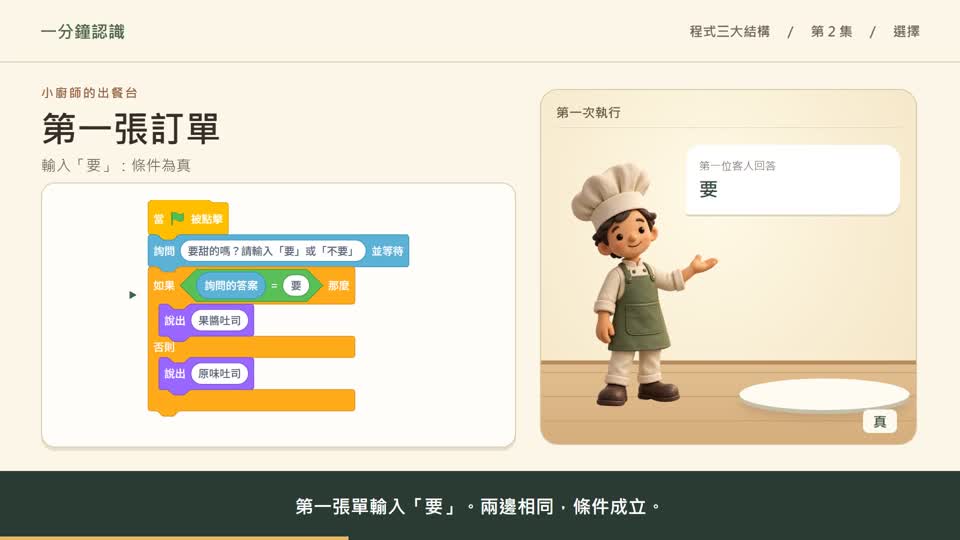 一分鐘認識
程式三大結構 / 第 2 集 / 選擇
小廚師的出餐台
第一張訂單
輸入「要」：條件為真
當 被點擊
詢問 要甜的嗎？請輸入「要」或「不要」 並等待
如果 詢問的答案 = 要 那麼
說出 果醬吐司
否則
說出 原味吐司
第一次執行
第一位客人回答
要
真
第一張單輸入「要」。兩邊相同，條件成立。